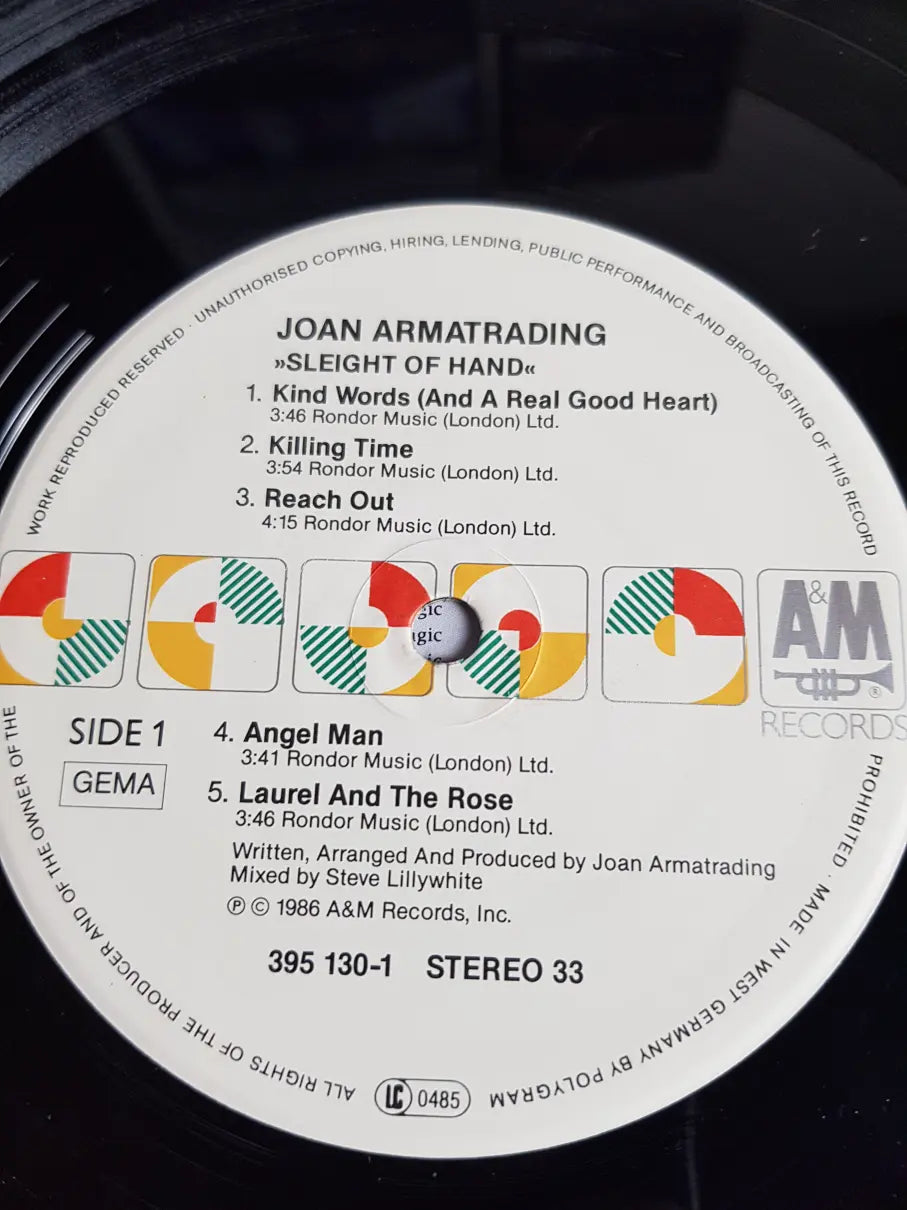 WORK REPRODUCED RESERVED · UNAUTHORISED COPYING, HIRING, LENDING, PUBLIC PERFORMANCE AND BROADCASTING OF THIS RECORD
JOAN ARMATRADING
»SLEIGHT OF HAND«
1. Kind Words (And A Real Good Heart)
3:46 Rondor Music (London) Ltd.
2. Killing Time
3:54 Rondor Music (London) Ltd.
3. Reach Out
4:15 Rondor Music (London) Ltd.
gic
gic
A&M
®
RECORDS
SIDE 1
GEMA
4. Angel Man
3:41 Rondor Music (London) Ltd.
5. Laurel And The Rose
3:46 Rondor Music (London) Ltd.
Written, Arranged And Produced by Joan Armatrading
Mixed by Steve Lillywhite
℗ © 1986 A&M Records, Inc.
395 130-1 STEREO 33
PROHIBITED · MADE IN WEST GERMANY BY POLYGRAM
LC 0485
ALL RIGHTS OF THE PRODUCER AND OF THE OWNER OF THE